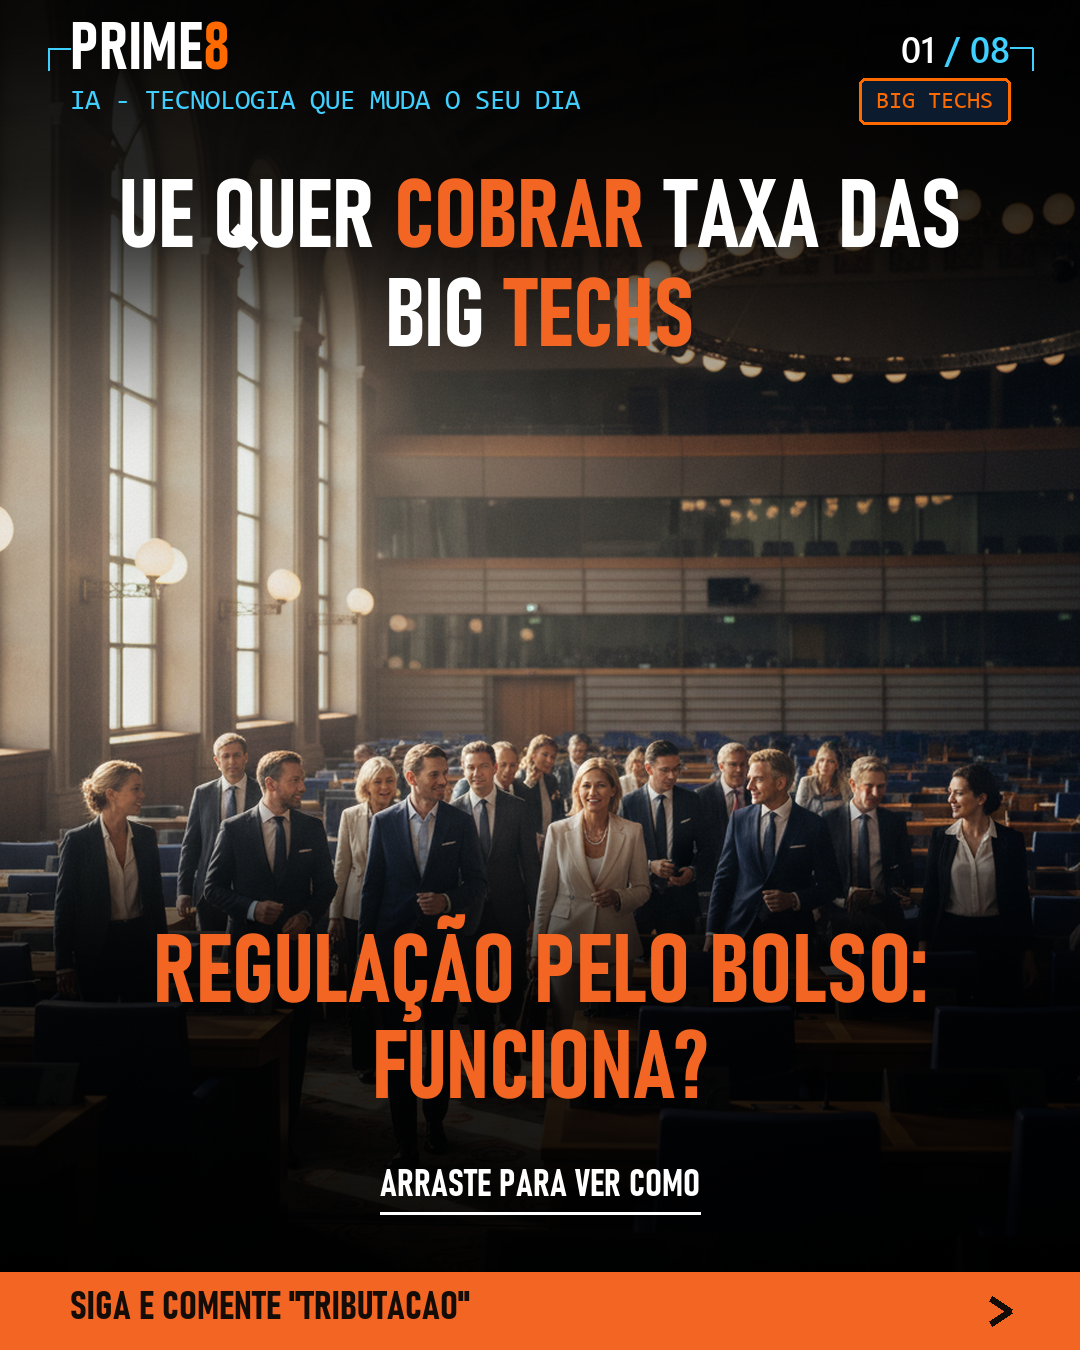 PRIME8
01 / 08
IA - TECNOLOGIA QUE MUDA O SEU DIA
BIG TECHS
UE QUER COBRAR TAXA DAS
BIG TECHS
REGULAÇÃO PELO BOLSO:
FUNCIONA?
ARRASTE PARA VER COMO
SIGA E COMENTE "TRIBUTACAO"